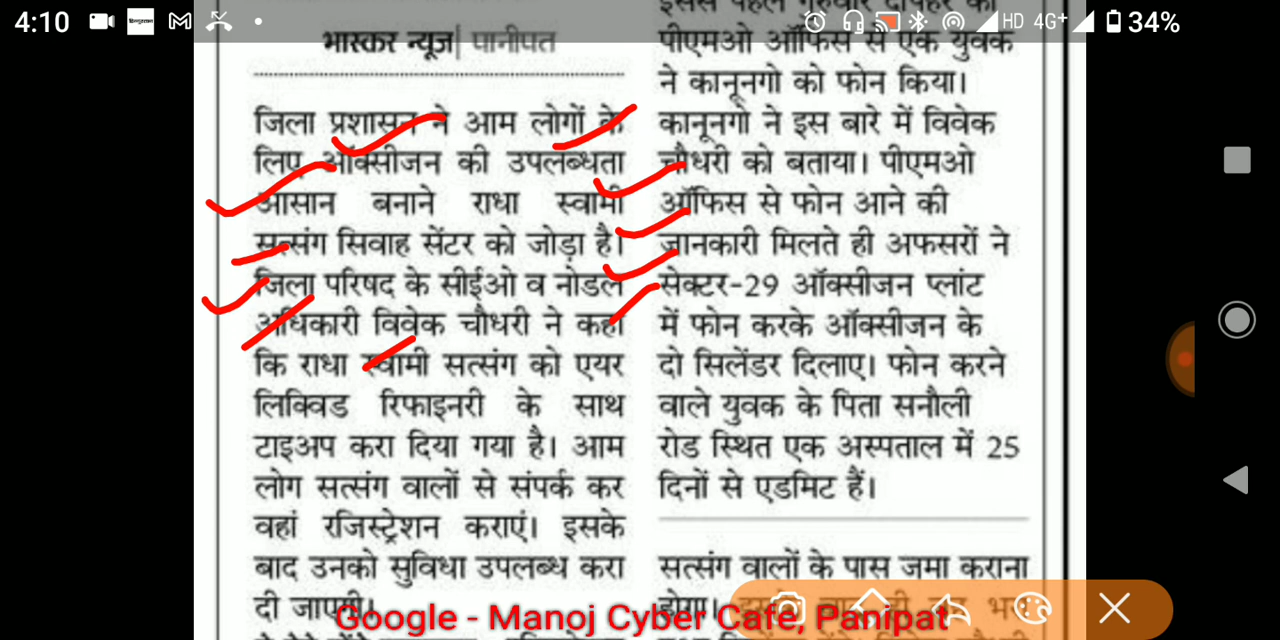 4:10
HD 4G+ 34%
भास्कर न्यूज| पानीपत
जिला प्रशासन ने आम लोगों के
लिए ऑक्सीजन की उपलब्धता
आसान बनाने राधा स्वामी
सत्संग सिवाह सेंटर को जोड़ा है।
जिला परिषद के सीईओ व नोडल
अधिकारी विवेक चौधरी ने कहा
कि राधा स्वामी सत्संग को एयर
लिक्विड रिफाइनरी के साथ
टाइअप करा दिया गया है। आम
लोग सत्संग वालों से संपर्क कर
वहां रजिस्ट्रेशन कराएं। इसके
बाद उनको सुविधा उपलब्ध करा
दी जाएगी।
इससे पहले गुरुवार दोपहर को
पीएमओ ऑफिस से एक युवक
ने कानूनगो को फोन किया।
कानूनगो ने इस बारे में विवेक
चौधरी को बताया। पीएमओ
ऑफिस से फोन आने की
जानकारी मिलते ही अफसरों ने
सेक्टर-29 ऑक्सीजन प्लांट
में फोन करके ऑक्सीजन के
दो सिलेंडर दिलाए। फोन करने
वाले युवक के पिता सनौली
रोड स्थित एक अस्पताल में 25
दिनों से एडमिट हैं।
सत्संग वालों के पास जमा कराना
होगा।
Google - Manoj Cyber Cafe, Panipat